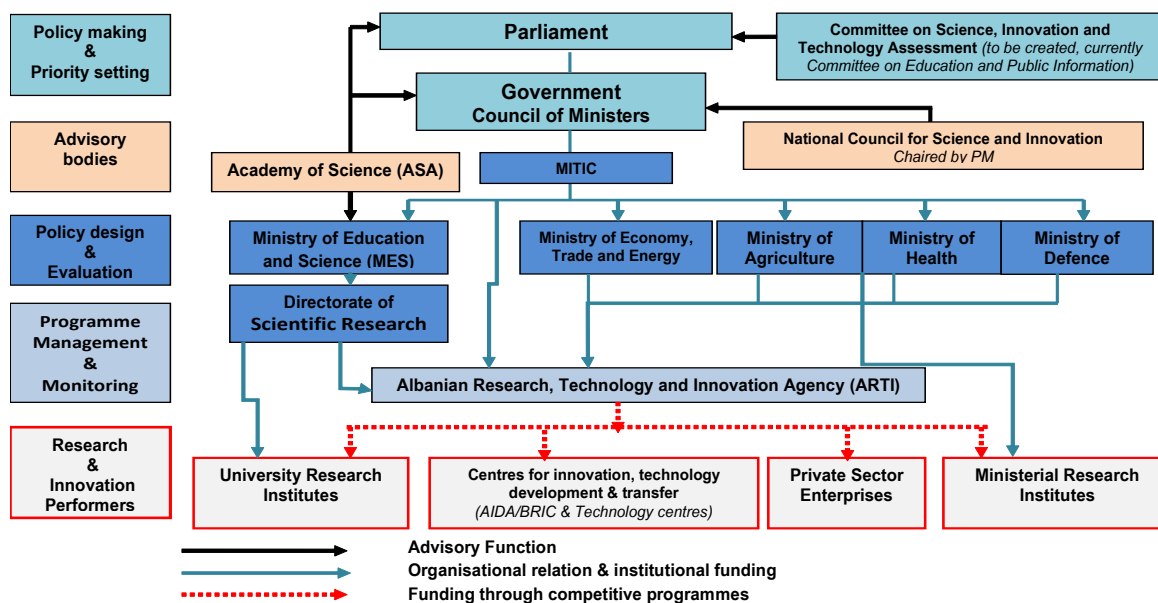 Policy making
&
Priority setting
Parliament
Committee on Science, Innovation and
Technology Assessment (to be created, currently
Committee on Education and Public Information)
Government
Council of Ministers
Advisory
bodies
National Council for Science and Innovation
Chaired by PM
Academy of Science (ASA)
MITIC
Policy design
&
Evaluation
Ministry of Education
and Science (MES)
Ministry of Economy,
Trade and Energy
Ministry of
Agriculture
Ministry of
Health
Ministry of
Defence
Directorate of
Scientific Research
Programme
Management
&
Monitoring
Albanian Research, Technology and Innovation Agency (ARTI)
Research
&
Innovation
Performers
University Research
Institutes
Centres for innovation, technology
development & transfer
(AIDA/BRIC & Technology centres)
Private Sector
Enterprises
Ministerial Research
Institutes
Advisory Function
Organisational relation & institutional funding
Funding through competitive programmes